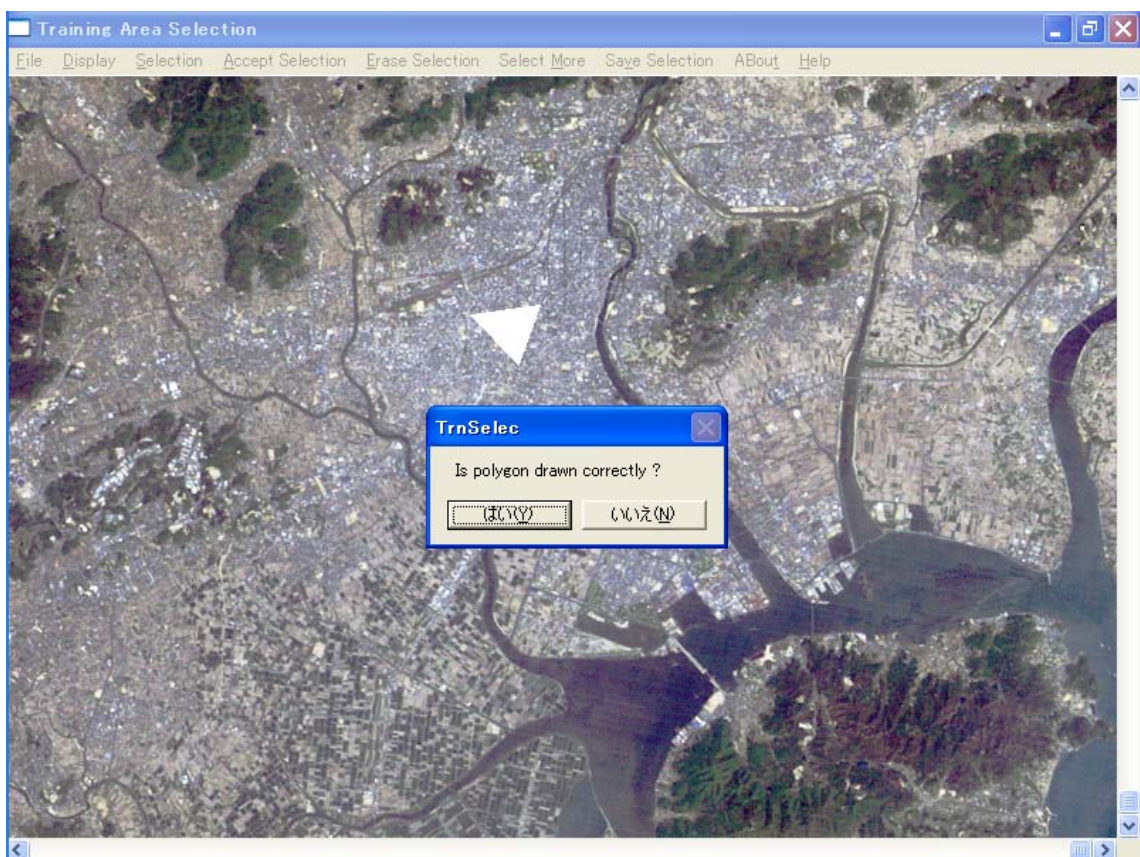 Training Area Selection
File Display Selection Accept Selection Erase Selection Select More Save Selection ABout Help
TrnSelec
Is polygon drawn correctly ?
はい(Y) いいえ(N)